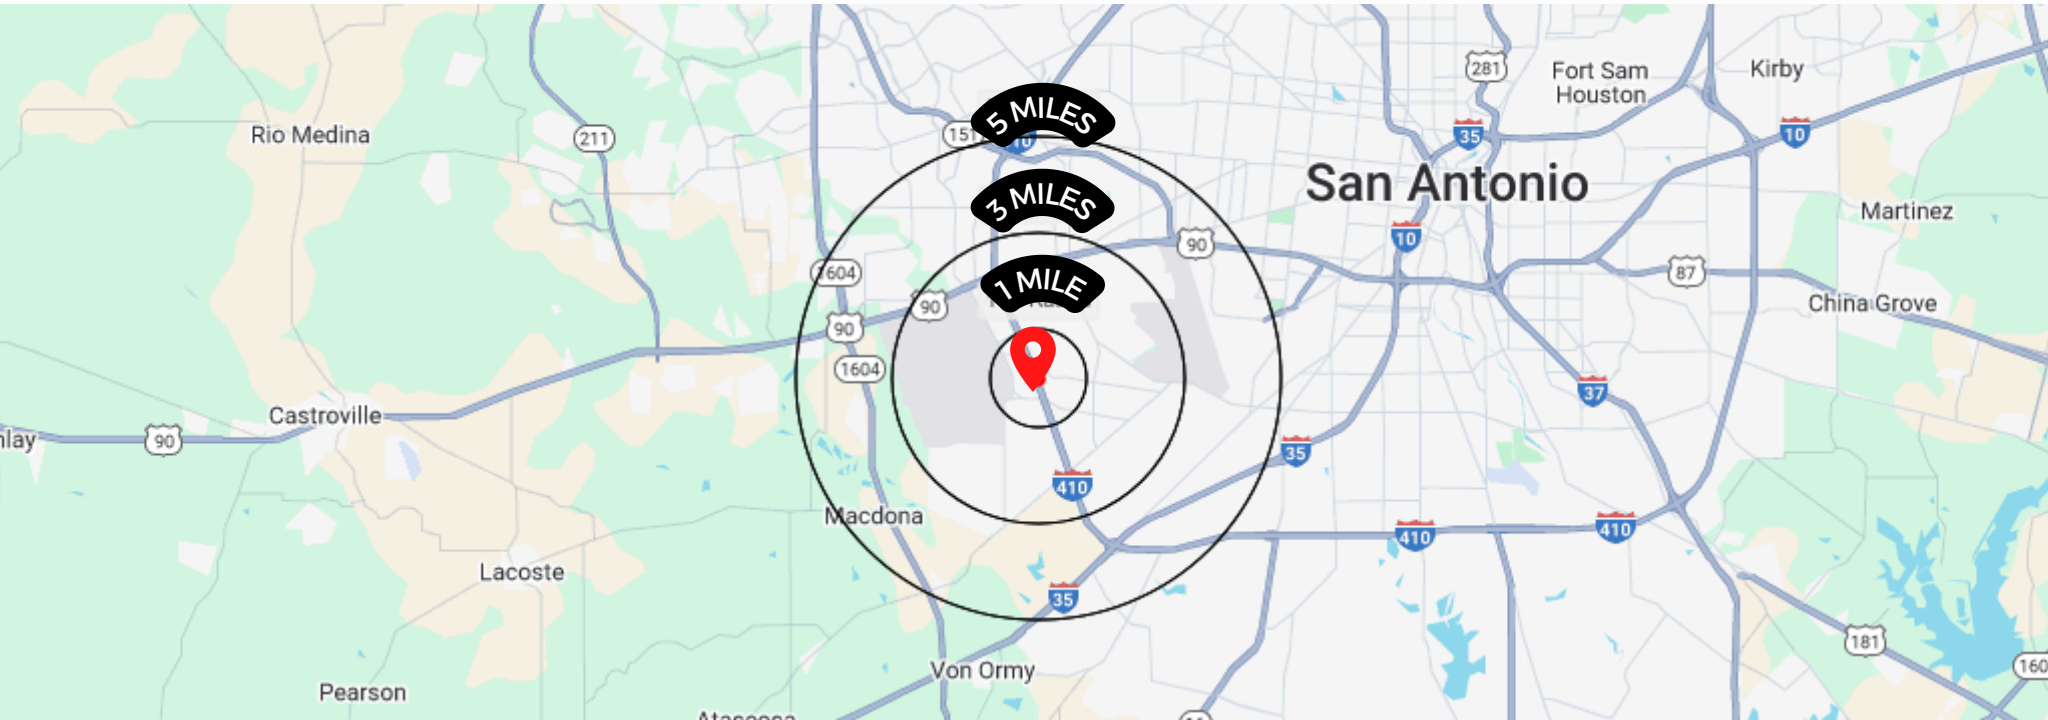 281
Fort Sam
Houston
Kirby
5 MILES
Rio Medina
211
151
10
35
10
San Antonio
3 MILES
Martinez
10
90
1604
87
1 MILE
90
China Grove
90
1604
37
Castroville
nlay
90
35
410
Macdona
410
410
Lacoste
35
181
Von Ormy
160
Pearson